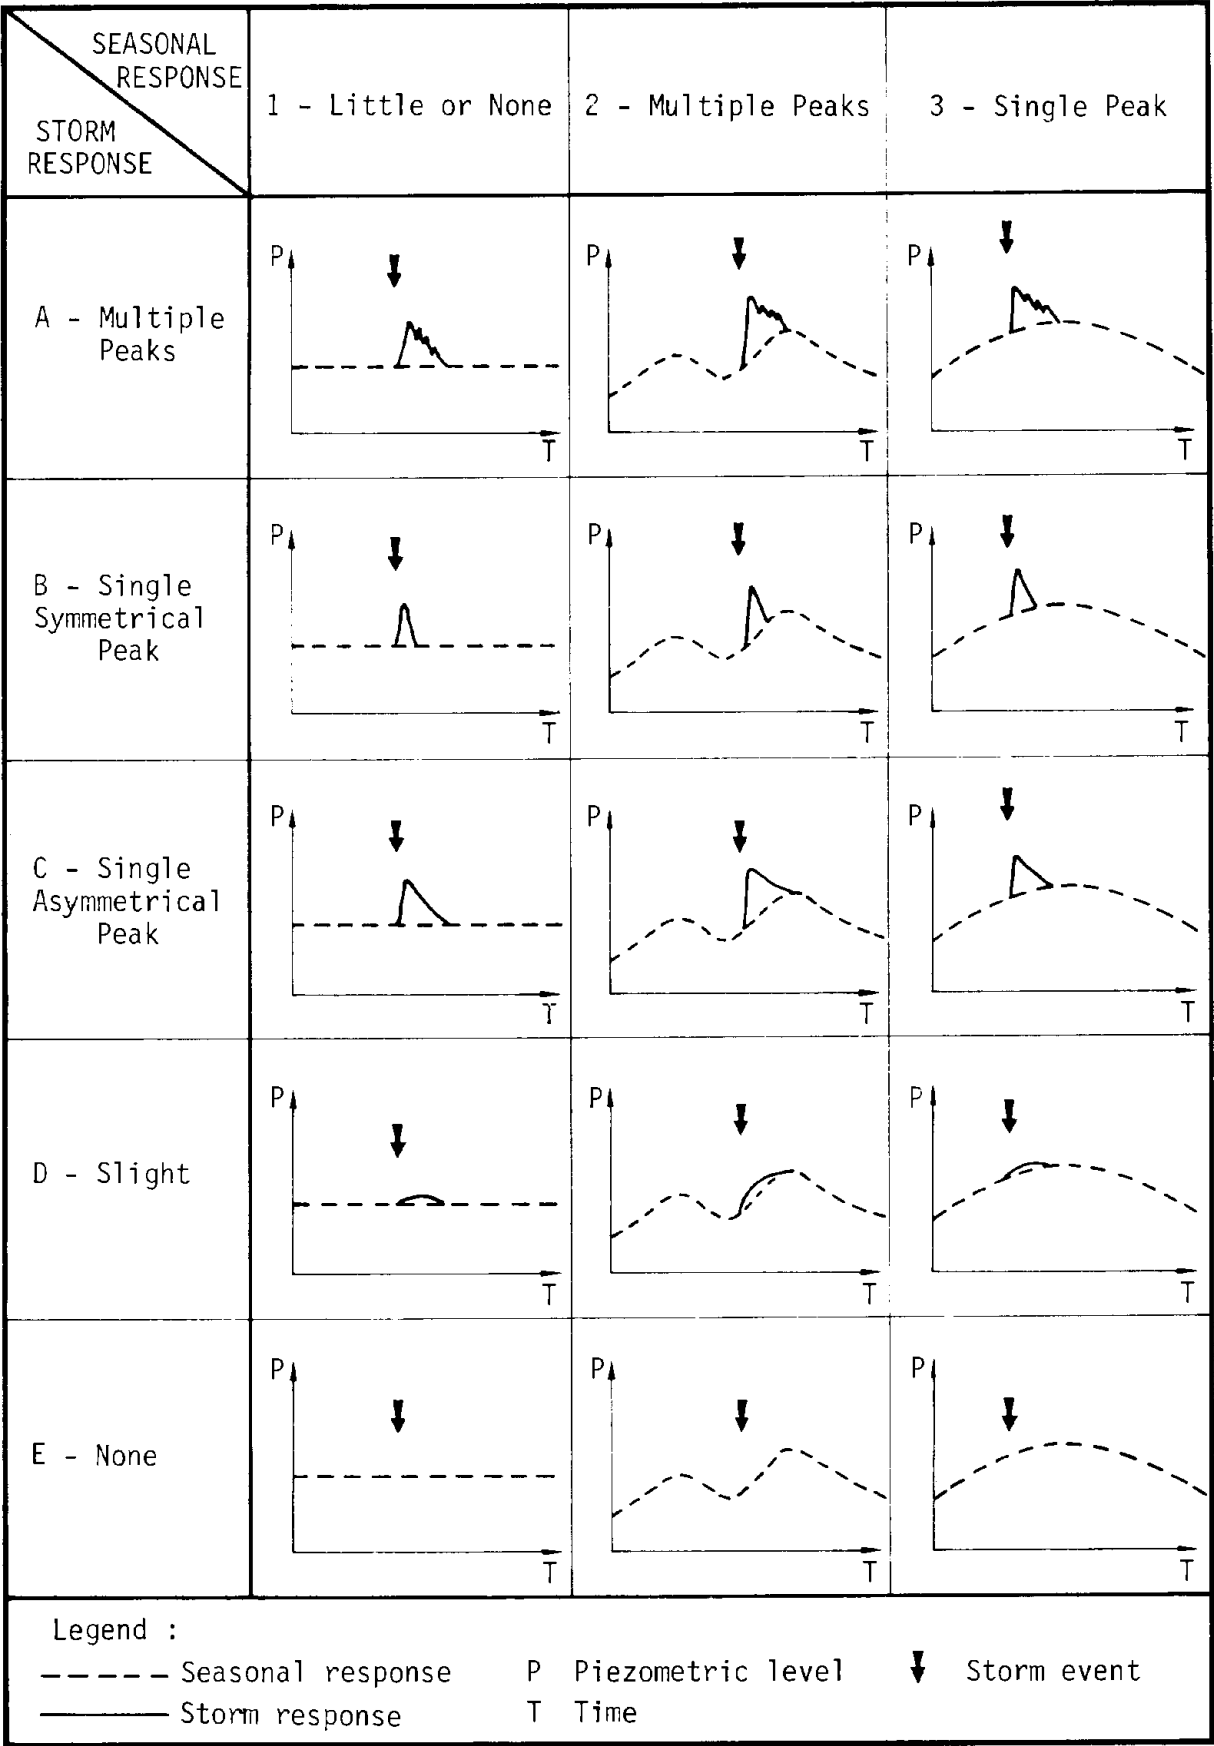 SEASONAL
RESPONSE
STORM
RESPONSE
1 - Little or None
2 - Multiple Peaks
3 - Single Peak
A - Multiple
Peaks
P
T
P
T
P
T
B - Single
Symmetrical
Peak
P
T
P
T
P
T
C - Single
Asymmetrical
Peak
P
T
P
T
P
T
D - Slight
P
T
P
T
P
T
E - None
P
T
P
T
P
T
Legend :
Seasonal response
P Piezometric level
Storm event
Storm response
T Time